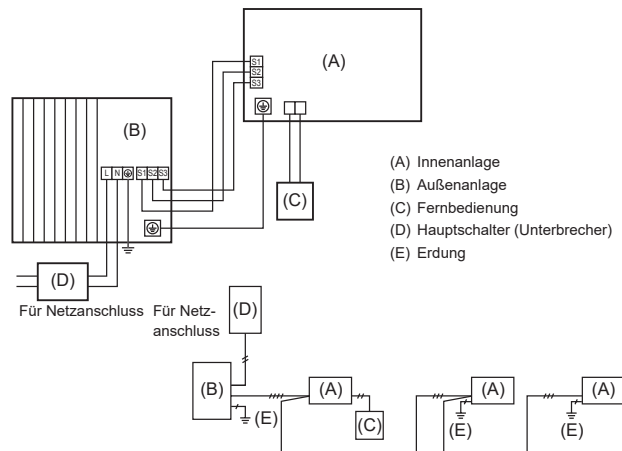 S1
S2
S3
(A)
(B)
L N S1 S2 S3
(C)
(A) Innenanlage
(B) Außenanlage
(C) Fernbedienung
(D) Hauptschalter (Unterbrecher)
(E) Erdung
(D)
Für Netzanschluss
Für Netz-
anschluss
(D)
(B)
(A)
(A)
(A)
(E)
(C)
(E)
(E)